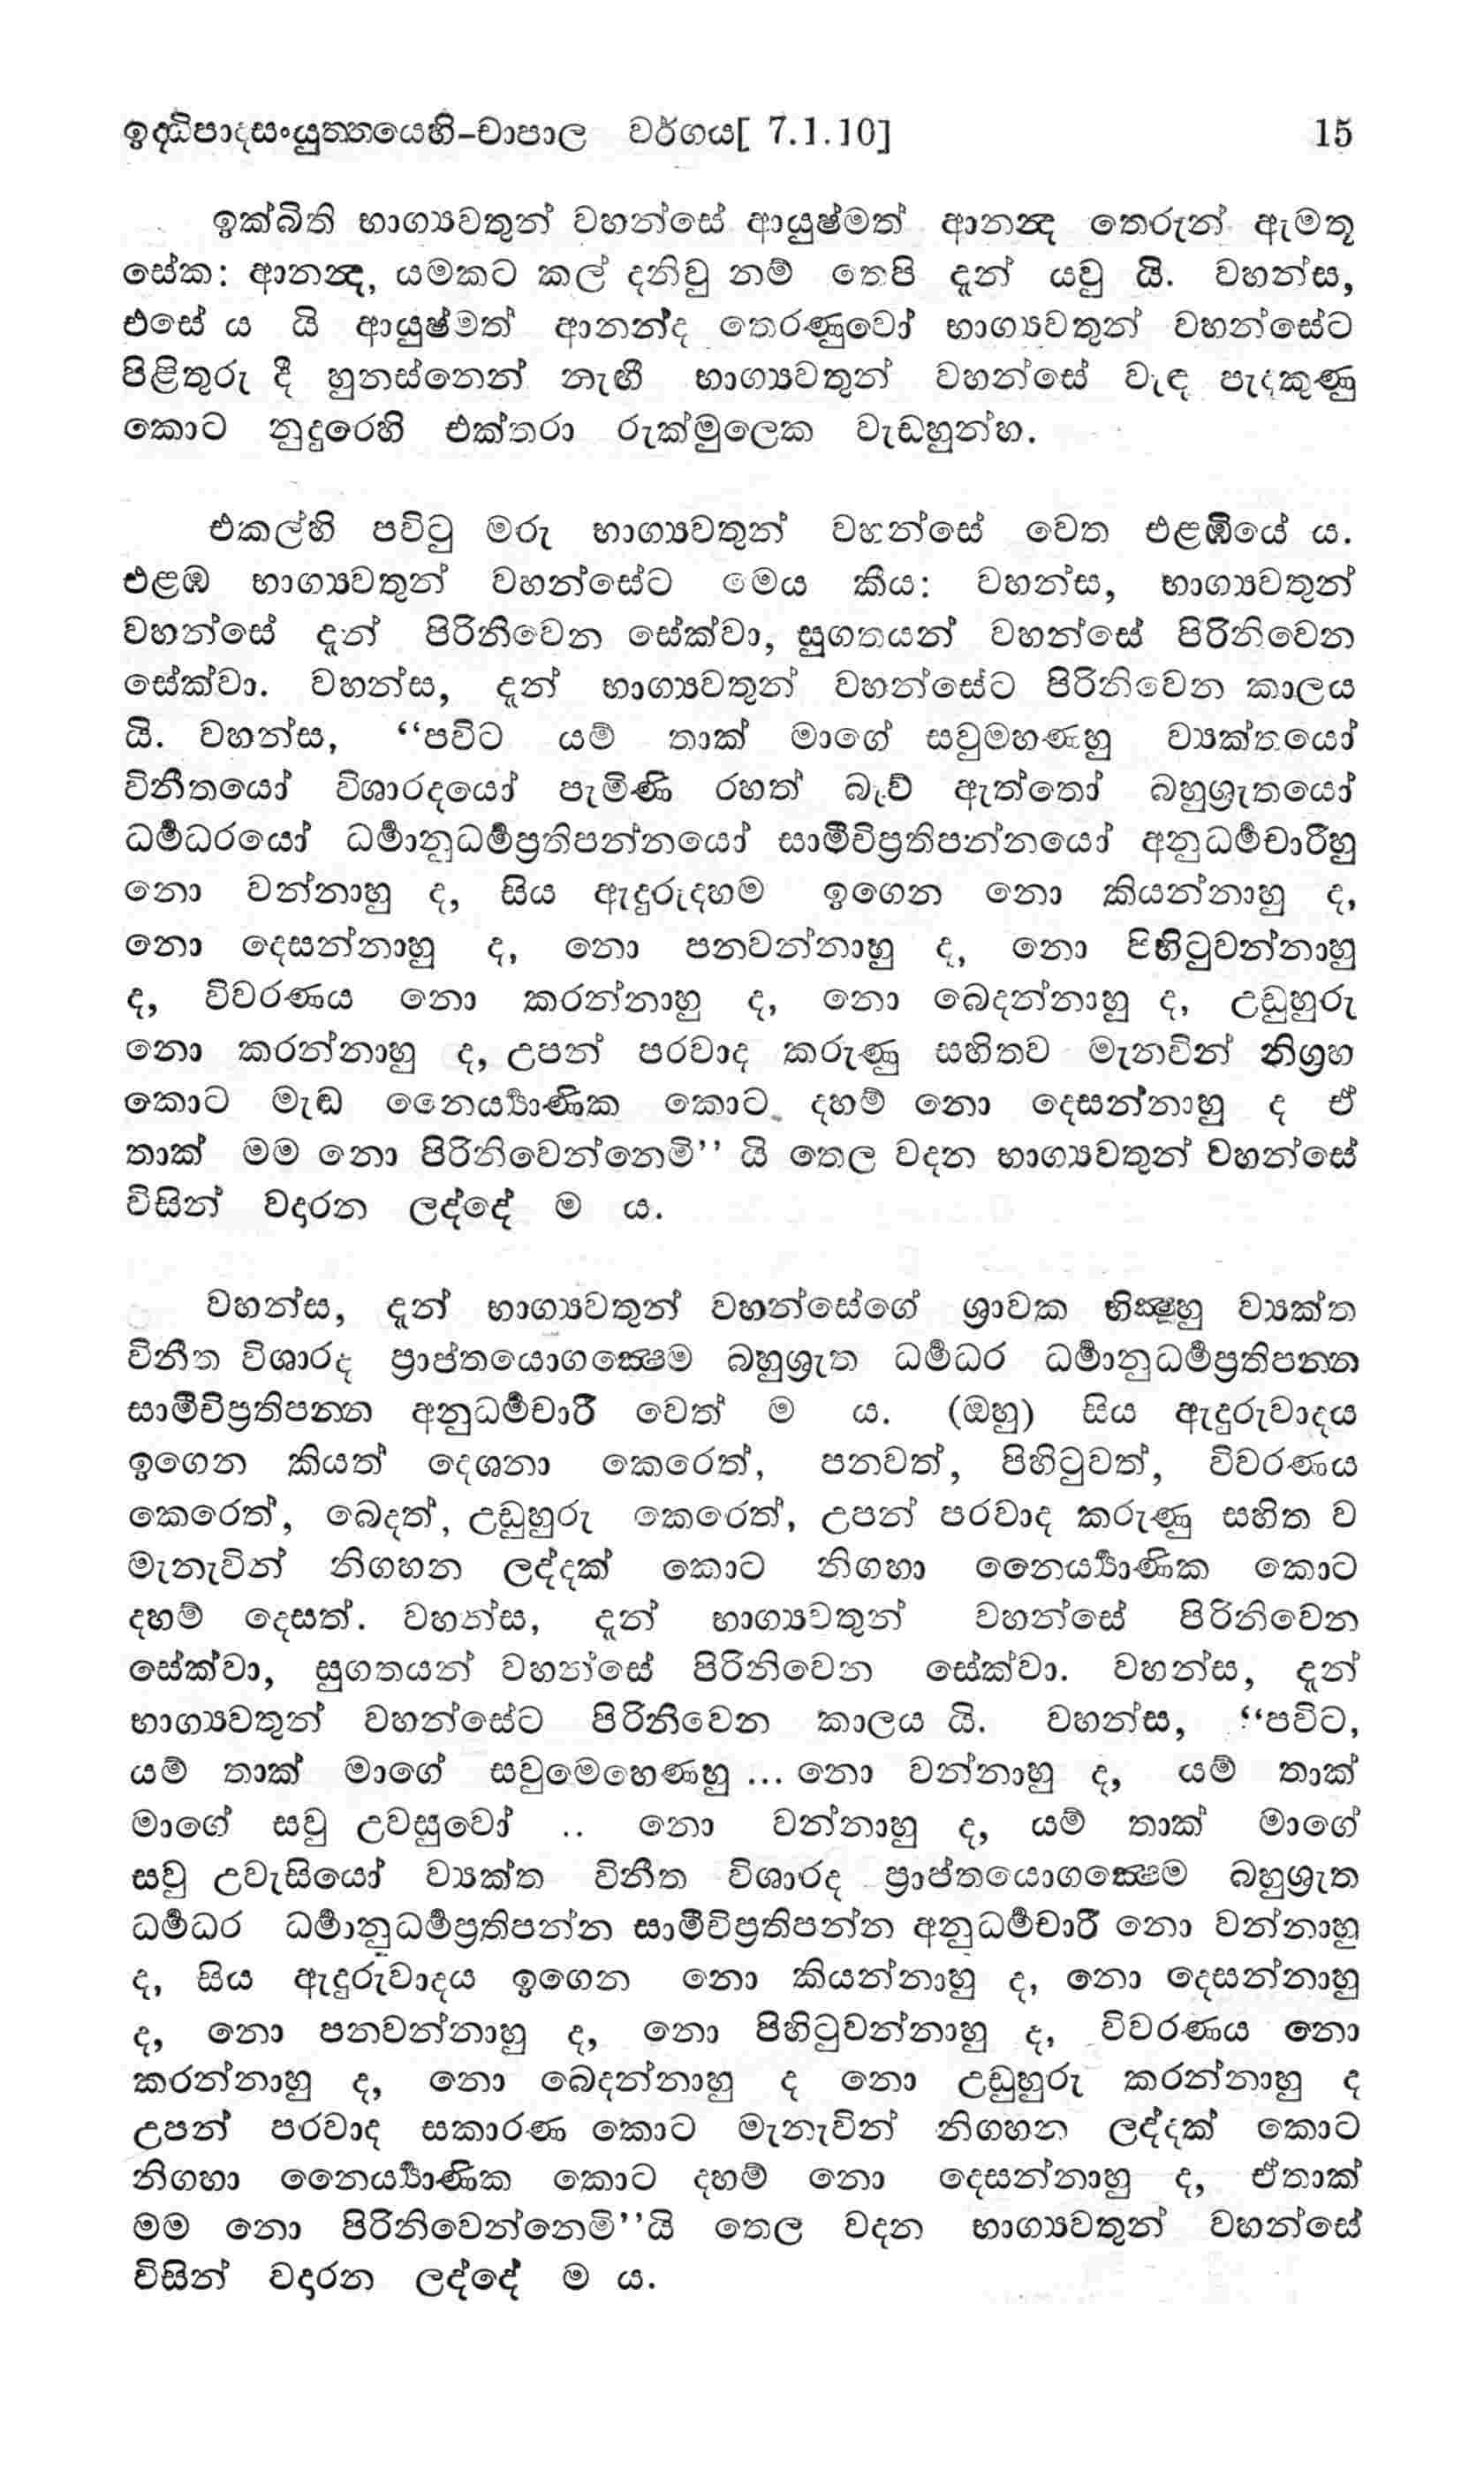 ඉද්ධිපාදසංයුත්තයෙහි-චාපාල වර්ගය[ 7.1.10] 15
ඉක්බිති භාග්‍යවතුන් වහන්සේ ආයුෂ්මත් ආනන්‍ද තෙරුන් ඇමතූ
සේක: ආනන්‍ද, යමකට කල් දනිවු නම් තෙපි දැන් යවු යි. වහන්ස,
එසේ ය යි ආයුෂ්මත් ආනන්ද තෙරණුවෝ භාග්‍යවතුන් වහන්සේට
පිළිතුරු දී හුනස්නෙන් නැඟී භාග්‍යවතුන් වහන්සේ වැඳ පැදකුණු
කොට නුදුරෙහි එක්තරා රුක්මුලෙක වැඩහුන්හ.
එකල්හි පවිටු මරු භාග්‍යවතුන් වහන්සේ වෙත එළඹියේ ය.
එළඹ භාග්‍යවතුන් වහන්සේට මෙය කීය: වහන්ස, භාග්‍යවතුන්
වහන්සේ දැන් පිරිනිවෙන සේක්වා, සුගතයන් වහන්සේ පිරිනිවෙන
සේක්වා. වහන්ස, දැන් භාග්‍යවතුන් වහන්සේට පිරිනිවෙන කාලය
යි. වහන්ස, “පවිට යම් තාක් මාගේ සවුමහණහු ව්‍යක්තයෝ
විනීතයෝ විශාරදයෝ පැමිණි රහත් බැව් ඇත්තෝ බහුශ්‍රැතයෝ
ධර්‍මධරයෝ ධර්‍මානුධර්‍මප්‍රතිපන්නයෝ සාමීචිප්‍රතිපන්නයෝ අනුධර්‍මචාරීහු
නො වන්නාහු ද, සිය ඇදුරුදහම ඉගෙන නො කියන්නාහු ද,
නො දෙසන්නාහු ද, නො පනවන්නාහු ද, නො පිහිටුවන්නාහු
ද, විවරණය නො කරන්නාහු ද, නො බෙදන්නාහු ද, උඩුහුරු
නො කරන්නාහු ද, උපන් පරවාද කරුණු සහිතව මැනවින් නිග්‍රහ
කොට මැඬ නෛර්‍ය්‍යාණික කොට දහම් නො දෙසන්නාහු ද ඒ
තාක් මම නො පිරිනිවෙන්නෙමි’’ යි තෙල වදන භාග්‍යවතුන් වහන්සේ
විසින් වදාරන ලද්දේ ම ය.
වහන්ස, දැන් භාග්‍යවතුන් වහන්සේගේ ශ්‍රාවක භික්‍ෂූහු ව්‍යක්ත
විනීත විශාරද ප්‍රාප්තයොගක්‍ෂෙම බහුශ්‍රැත ධර්‍මධර ධර්‍මානුධර්‍මප්‍රතිපන්න
සාමීචිප්‍රතිපන්න අනුධර්‍මචාරී වෙත් ම ය. (ඔහු) සිය ඇදුරුවාදය
ඉගෙන කියත් දෙශනා කෙරෙත්, පනවත්, පිහිටුවත්, විවරණය
කෙරෙත්, බෙදත්, උඩුහුරු කෙරෙත්, උපන් පරවාද කරුණු සහිත ව
මැනැවින් නිගහන ලද්දක් කොට නිගහා නෛර්‍ය්‍යාණික කොට
දහම් දෙසත්. වහන්ස, දැන් භාග්‍යවතුන් වහන්සේ පිරිනිවෙන
සේක්වා, සුගතයන් වහන්සේ පිරිනිවෙන සේක්වා. වහන්ස, දැන්
භාග්‍යවතුන් වහන්සේට පිරිනිවෙන කාලය යි. වහන්ස, “පවිට,
යම් තාක් මාගේ සවුමෙහෙණහු ... නො වන්නාහු ද, යම් තාක්
මාගේ සවු උවසුවෝ .. නො වන්නාහු ද, යම් තාක් මාගේ
සවු උවැසියෝ ව්‍යක්ත විනීත විශාරද ප්‍රාප්තයොගක්‍ෂෙම බහුශ්‍රැත
ධර්‍මධර ධර්‍මානුධර්‍මප්‍රතිපන්න සාමීචිප්‍රතිපන්න අනුධර්‍මචාරී නො වන්නාහු
ද, සිය ඇදුරුවාදය ඉගෙන නො කියන්නාහු ද, නො දෙසන්නාහු
ද, නො පනවන්නාහු ද, නො පිහිටුවන්නාහු ද, විවරණය නො
කරන්නාහු ද, නො බෙදන්නාහු ද නො උඩුහුරු කරන්නාහු ද
උපන් පරවාද සකාරණ කොට මැනැවින් නිගහන ලද්දක් කොට
නිගහා නෛර්‍ය්‍යාණික කොට දහම් නො දෙසන්නාහු ද, ඒතාක්
මම නො පිරිනිවෙන්නෙමි’’යි තෙල වදන භාග්‍යවතුන් වහන්සේ
විසින් වදාරන ලද්දේ ම ය.